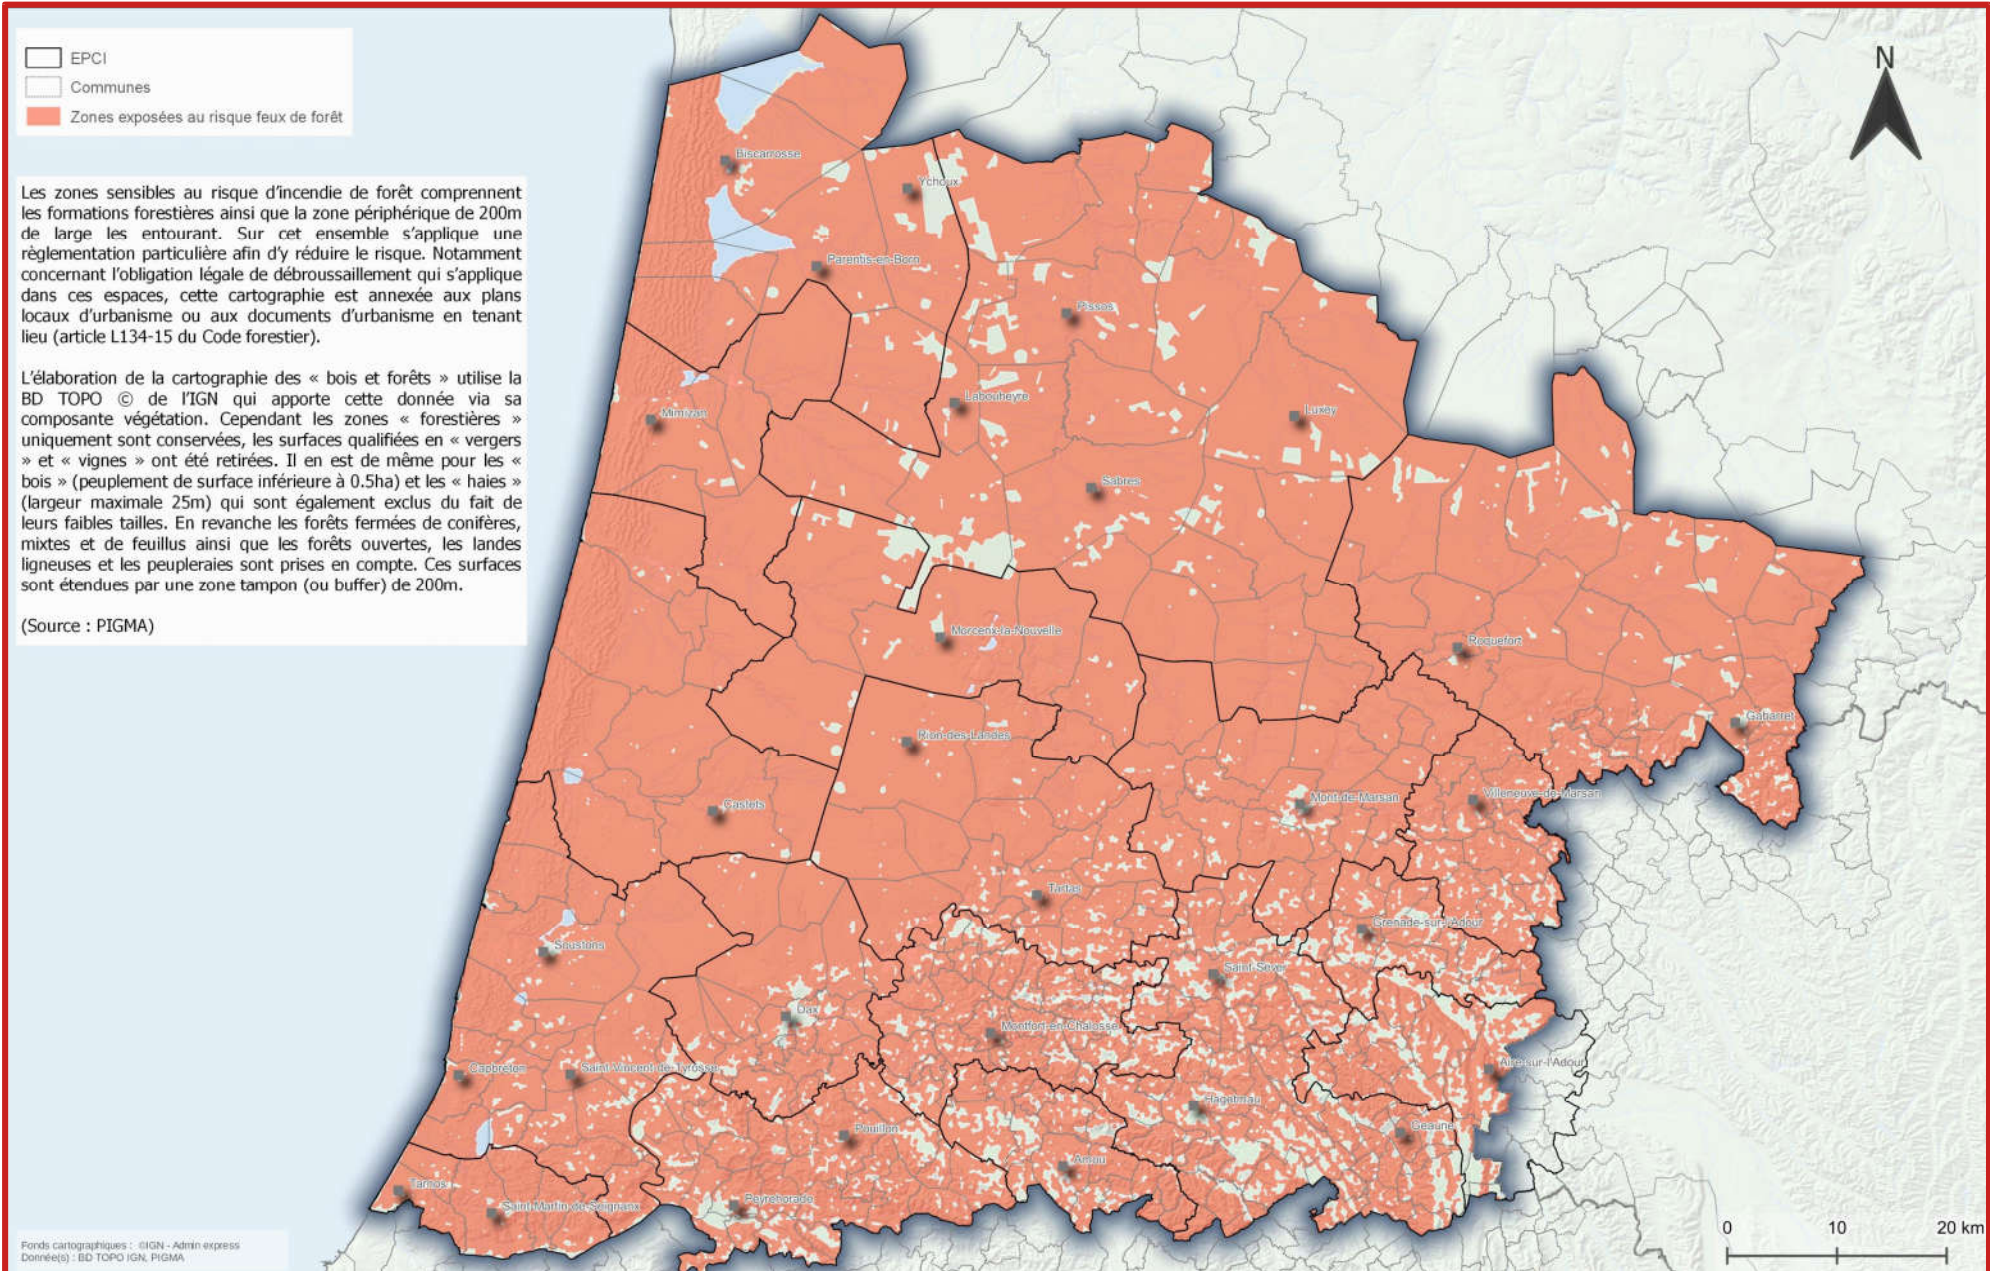 EPCI
Communes
Zones exposées au risque feux de forêt
N
Les zones sensibles au risque d'incendie de forêt comprennent
les formations forestières ainsi que la zone périphérique de 200m
de large les entourant. Sur cet ensemble s'applique une
règlementation particulière afin d'y réduire le risque. Notamment
concernant l'obligation légale de débroussaillement qui s'applique
dans ces espaces, cette cartographie est annexée aux plans
locaux d'urbanisme ou aux documents d'urbanisme en tenant
lieu (article L134-15 du Code forestier).
L'élaboration de la cartographie des « bois et forêts » utilise la
BD TOPO © de l'IGN qui apporte cette donnée via sa
composante végétation. Cependant les zones « forestières »
uniquement sont conservées, les surfaces qualifiées en « vergers
» et « vignes » ont été retirées. Il en est de même pour les «
bois » (peuplement de surface inférieure à 0.5ha) et les « haies »
(largeur maximale 25m) qui sont également exclus du fait de
leurs faibles tailles. En revanche les forêts fermées de conifères,
mixtes et de feuillus ainsi que les forêts ouvertes, les landes
ligneuses et les peupleraies sont prises en compte. Ces surfaces
sont étendues par une zone tampon (ou buffer) de 200m.
(Source : PIGMA)
Biscarrosse
Ychoux
Parentis-en-Born
Pissos
Mimizan
Labouheyre
Luxey
Sabres
Morcenx-la-Nouvelle
Roquefort
Gabarret
Rion-des-Landes
Castets
Mont-de-Marsan
Villeneuve-de-Marsan
Tartas
Grenade-sur-l'Adour
Soustons
Saint-Sever
Dax
Montfort-en-Chalosse
Capbreton
Saint-Vincent-de-Tyrosse
Aire-sur-l'Adour
Hagetmau
Geaune
Pouillon
Amou
Tarnos
Saint-Martin-de-Seignanx
Peyrehorade
Fonds cartographiques : ©IGN - Admin express
Donnée(s) : BD TOPO IGN, PIGMA
0 10 20 km